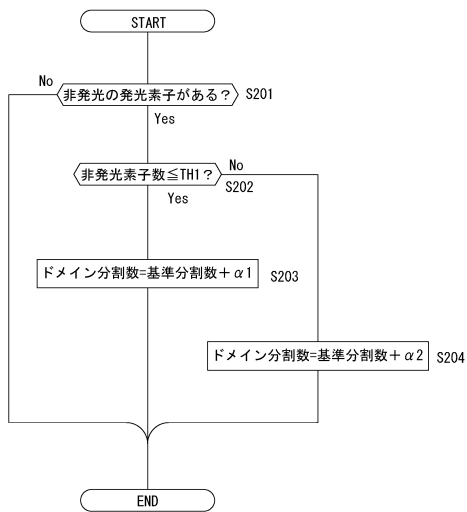 START
No
非発光の発光素子がある？ S201
Yes
非発光素子数≦TH1？
No
S202
Yes
ドメイン分割数=基準分割数＋α1 S203
ドメイン分割数=基準分割数＋α2 S204
END